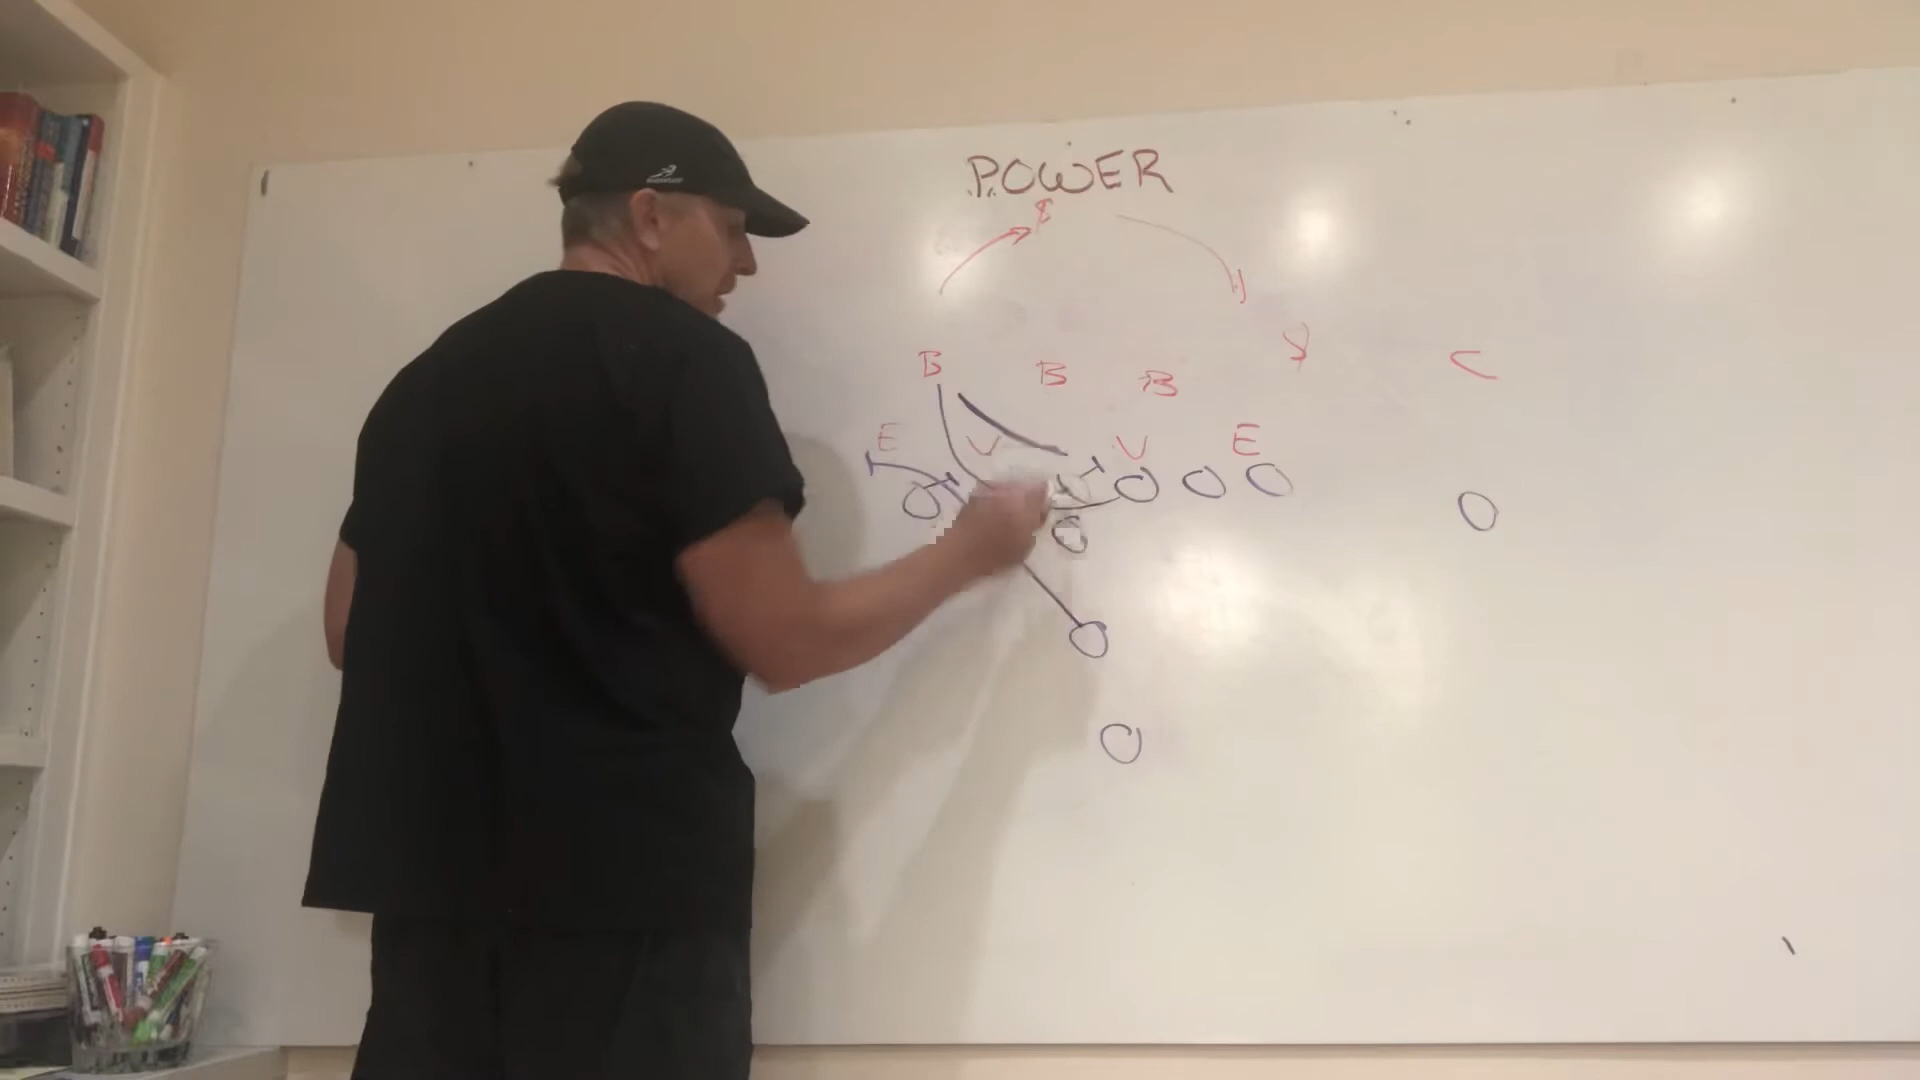 POWER
$
$ C
B B B
E V V E